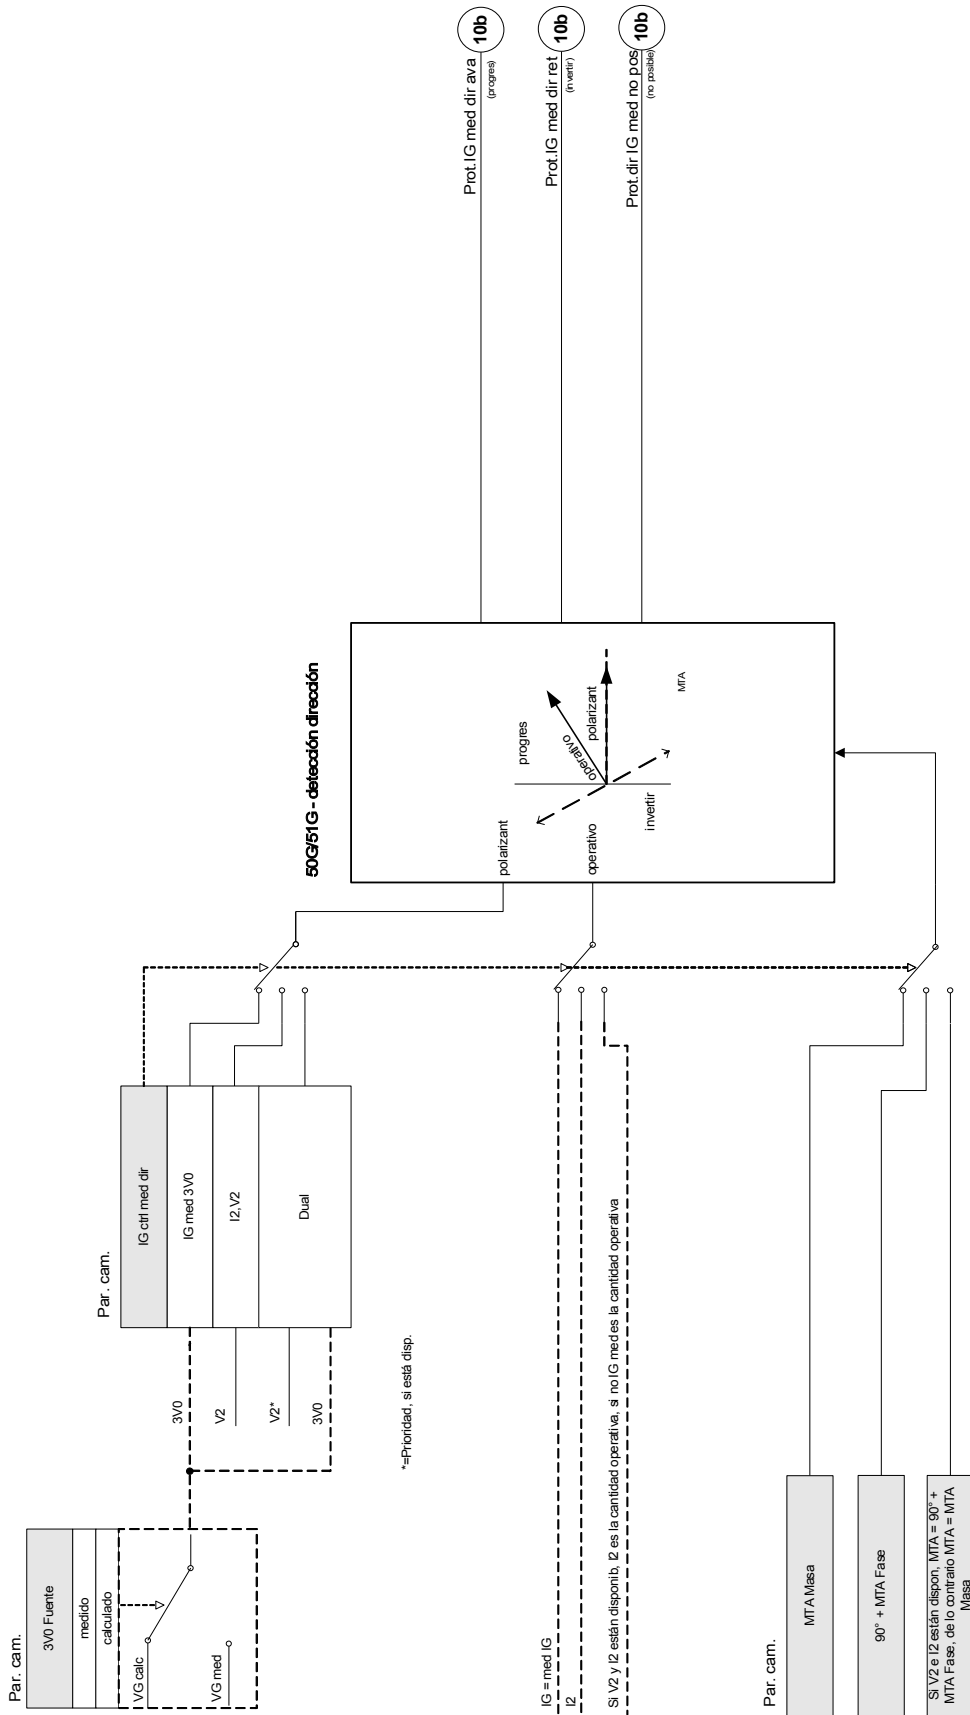 50G/51G - detección dirección
Par. cam.
3V0 Fuente
medido
calculado
VG calc
VG med
Par. cam.
IG ctrl med dir
IG med 3V0
I2,V2
Dual
3V0
V2
V2*
3V0
*=Prioridad, si está disp.
IG = med IG
I2
Si V2 y I2 están disponib, I2 es la cantidad operativa, si no IG med es la cantidad operativa
Par. cam.
MTA Masa
90° + MTA Fase
Si V2 e I2 están dispon, MTA = 90° +
MTA Fase, de lo contrario MTA = MTA
Masa
polarizant
operativo
progres
operativo
polarizant
invertir
MTA
Prot.IG med dir ava
(progres)
10b
Prot.IG med dir ret
(invertir)
10b
Prot.dir IG med no pos
(no posible)
10b